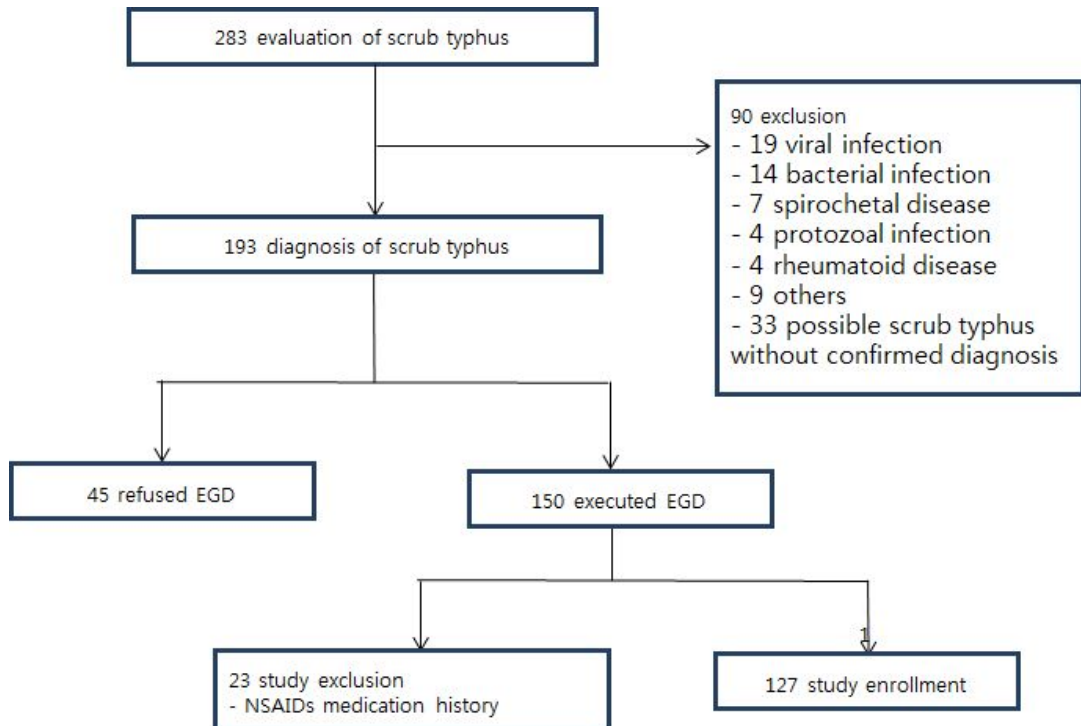 283 evaluation of scrub typhus
90 exclusion
- 19 viral infection
- 14 bacterial infection
- 7 spirochetal disease
- 4 protozoal infection
- 4 rheumatoid disease
- 9 others
- 33 possible scrub typhus
without confirmed diagnosis
193 diagnosis of scrub typhus
45 refused EGD
150 executed EGD
1
23 study exclusion
- NSAIDs medication history
127 study enrollment